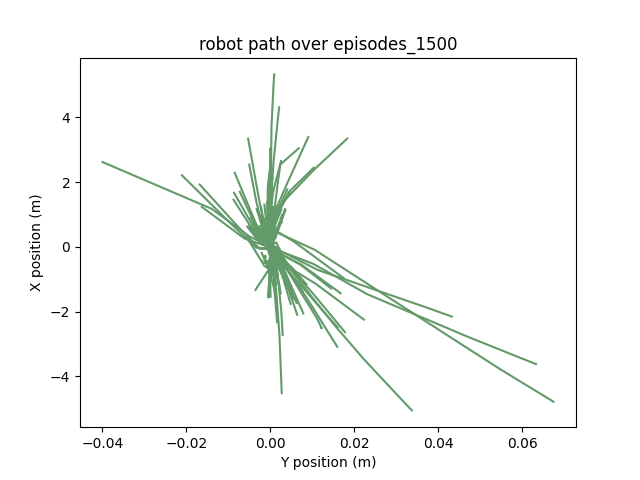 robot path over episodes_1500
X position (m)
4
2
0
−2
−4
−0.04 −0.02 0.00 0.02 0.04 0.06
Y position (m)